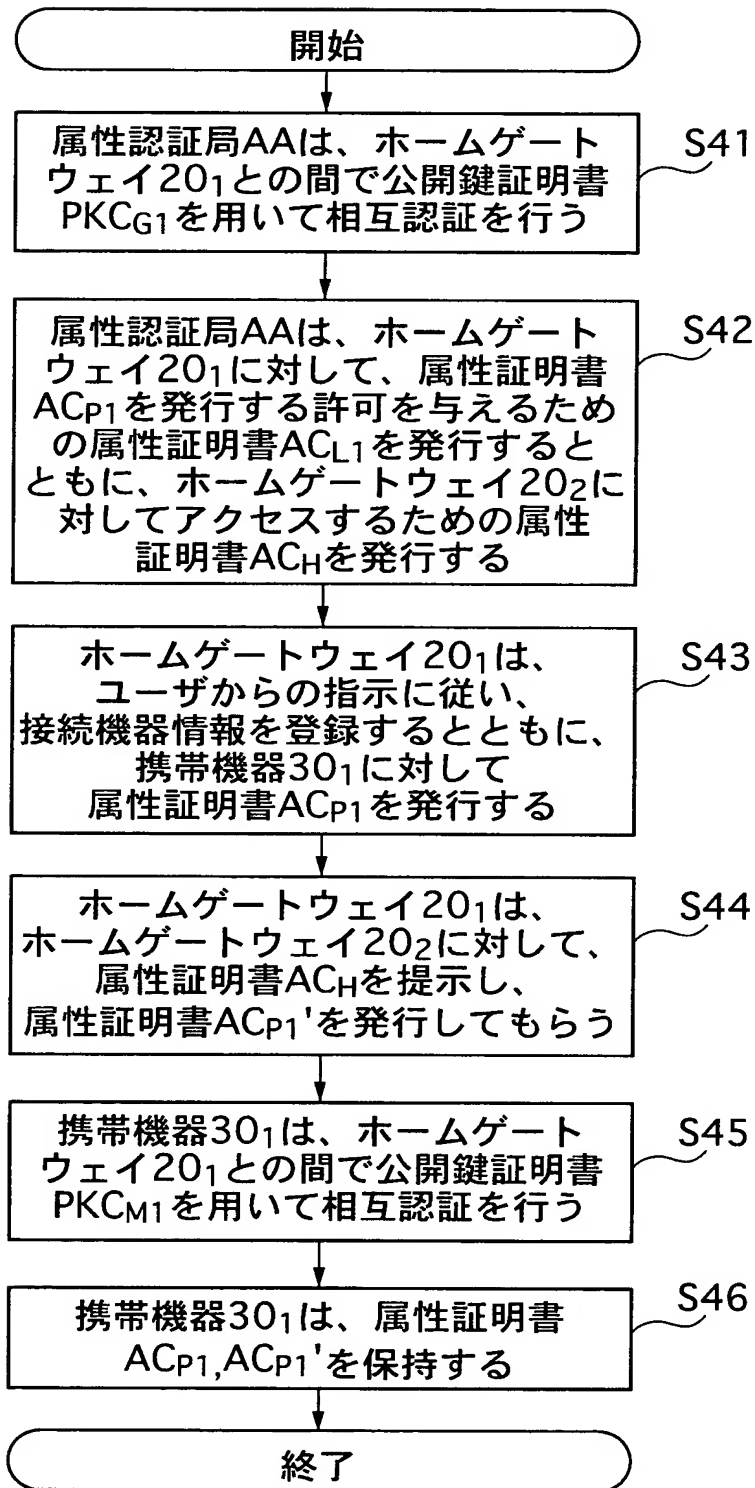 開始
属性認証局AAは、ホームゲート
ウェイ20₁との間で公開鍵証明書
PKC_G1を用いて相互認証を行う
S41
属性認証局AAは、ホームゲート
ウェイ20₁に対して、属性証明書
AC_P1を発行する許可を与えるため
の属性証明書AC_L1を発行すると
ともに、ホームゲートウェイ20₂に
対してアクセスするための属性
証明書AC_Hを発行する
S42
ホームゲートウェイ20₁は、
ユーザからの指示に従い、
接続機器情報を登録するとともに、
携帯機器30₁に対して
属性証明書AC_P1を発行する
S43
ホームゲートウェイ20₁は、
ホームゲートウェイ20₂に対して、
属性証明書AC_Hを提示し、
属性証明書AC_P1'を発行してもらう
S44
携帯機器30₁は、ホームゲート
ウェイ20₁との間で公開鍵証明書
PKC_M1を用いて相互認証を行う
S45
携帯機器30₁は、属性証明書
AC_P1,AC_P1'を保持する
S46
終了